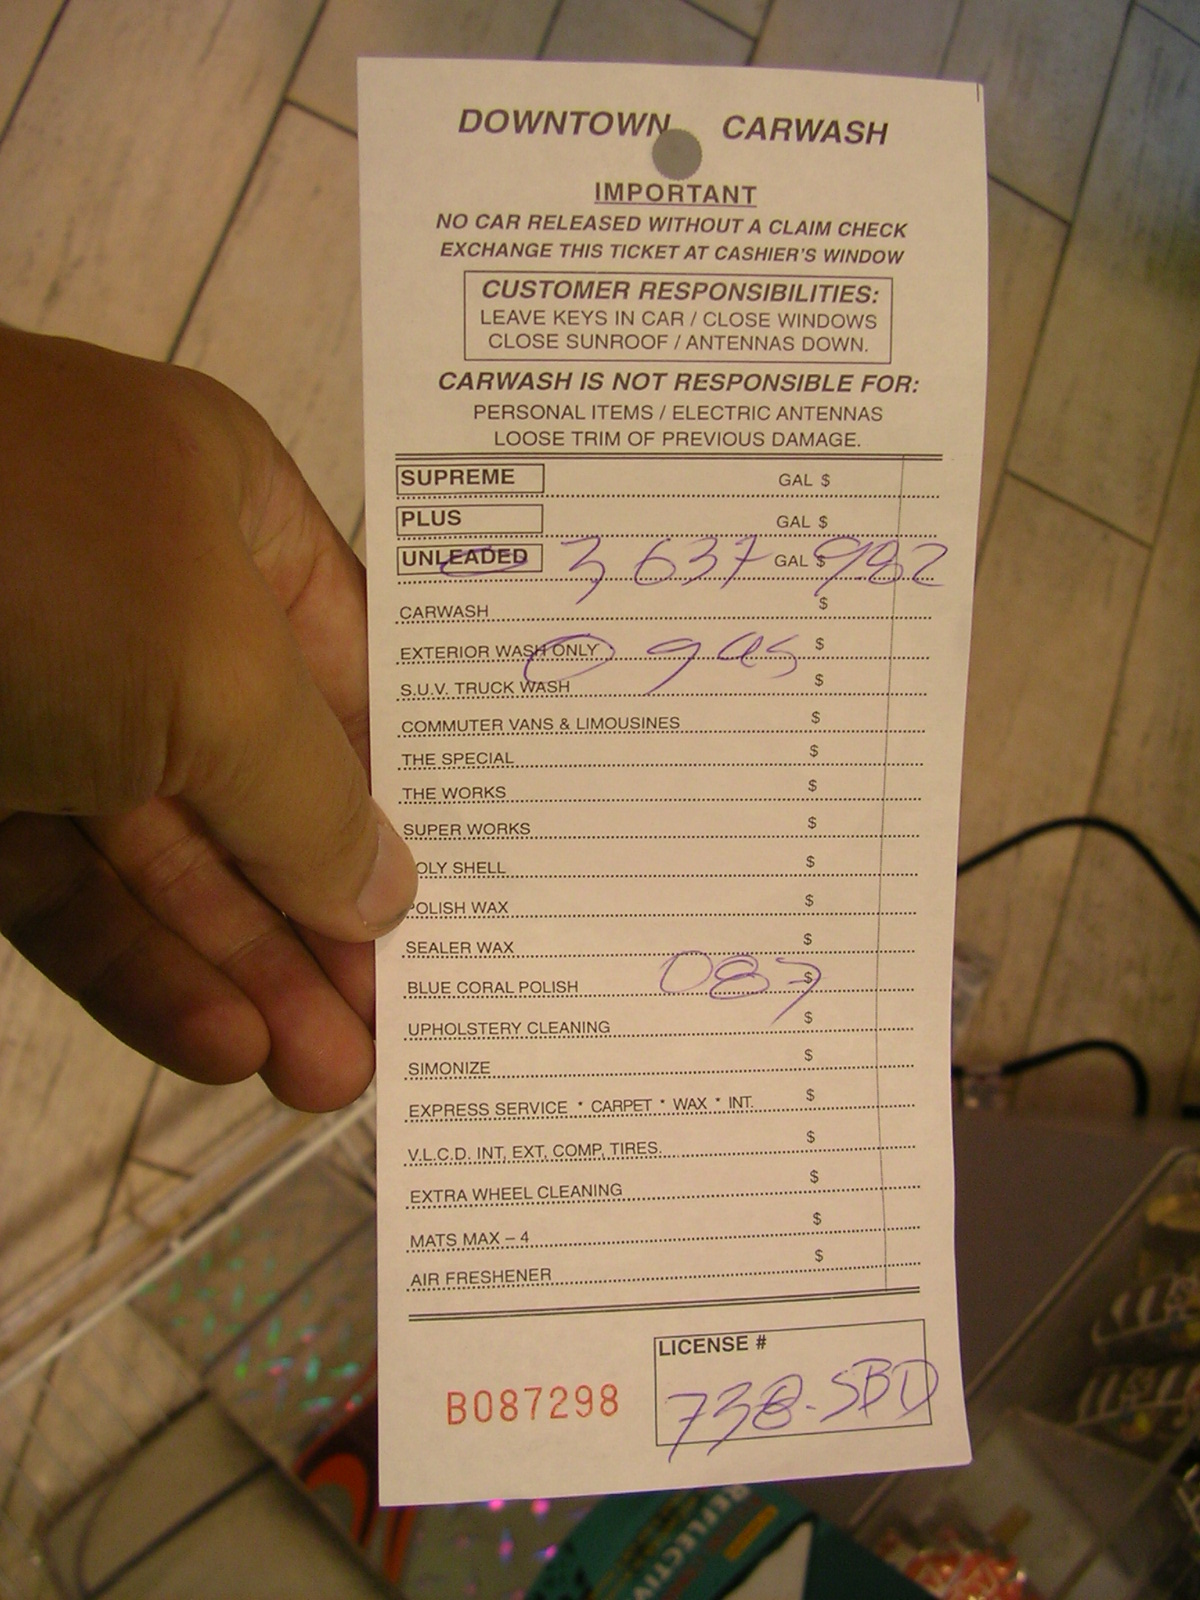 DOWNTOWN CARWASH
IMPORTANT
NO CAR RELEASED WITHOUT A CLAIM CHECK
EXCHANGE THIS TICKET AT CASHIER'S WINDOW
CUSTOMER RESPONSIBILITIES:
LEAVE KEYS IN CAR / CLOSE WINDOWS
CLOSE SUNROOF / ANTENNAS DOWN.
CARWASH IS NOT RESPONSIBLE FOR:
PERSONAL ITEMS / ELECTRIC ANTENNAS
LOOSE TRIM OF PREVIOUS DAMAGE.
SUPREME GAL $
PLUS GAL $
UNLEADED 3,637 GAL $ 982
CARWASH $
EXTERIOR WASH ONLY gas $
S.U.V. TRUCK WASH $
COMMUTER VANS & LIMOUSINES $
THE SPECIAL $
THE WORKS $
SUPER WORKS $
OLY SHELL $
POLISH WAX $
SEALER WAX $
BLUE CORAL POLISH 087 $
UPHOLSTERY CLEANING $
SIMONIZE $
EXPRESS SERVICE * CARPET * WAX * INT. $
V.L.C.D. INT, EXT, COMP, TIRES. $
EXTRA WHEEL CLEANING $
MATS MAX – 4 $
AIR FRESHENER $
LICENSE #
B087298 738-SBD
REFLECTIV